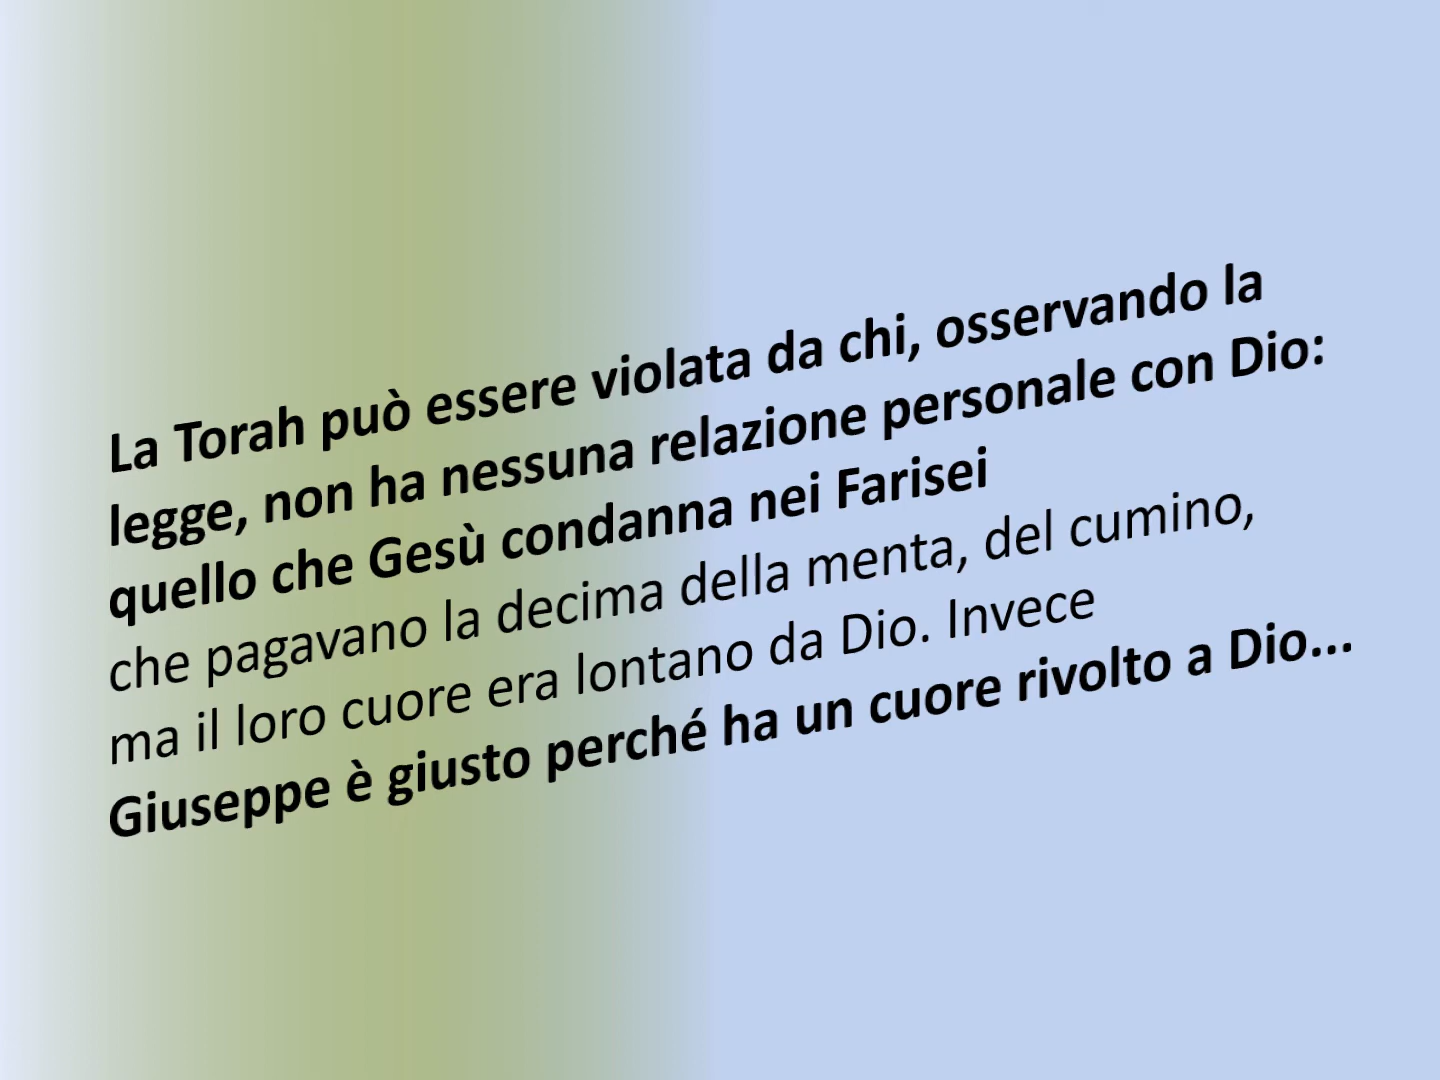 La Torah può essere violata da chi, osservando la
legge, non ha nessuna relazione personale con Dio:
quello che Gesù condanna nei Farisei
che pagavano la decima della menta, del cumino,
ma il loro cuore era lontano da Dio. Invece
Giuseppe è giusto perché ha un cuore rivolto a Dio...